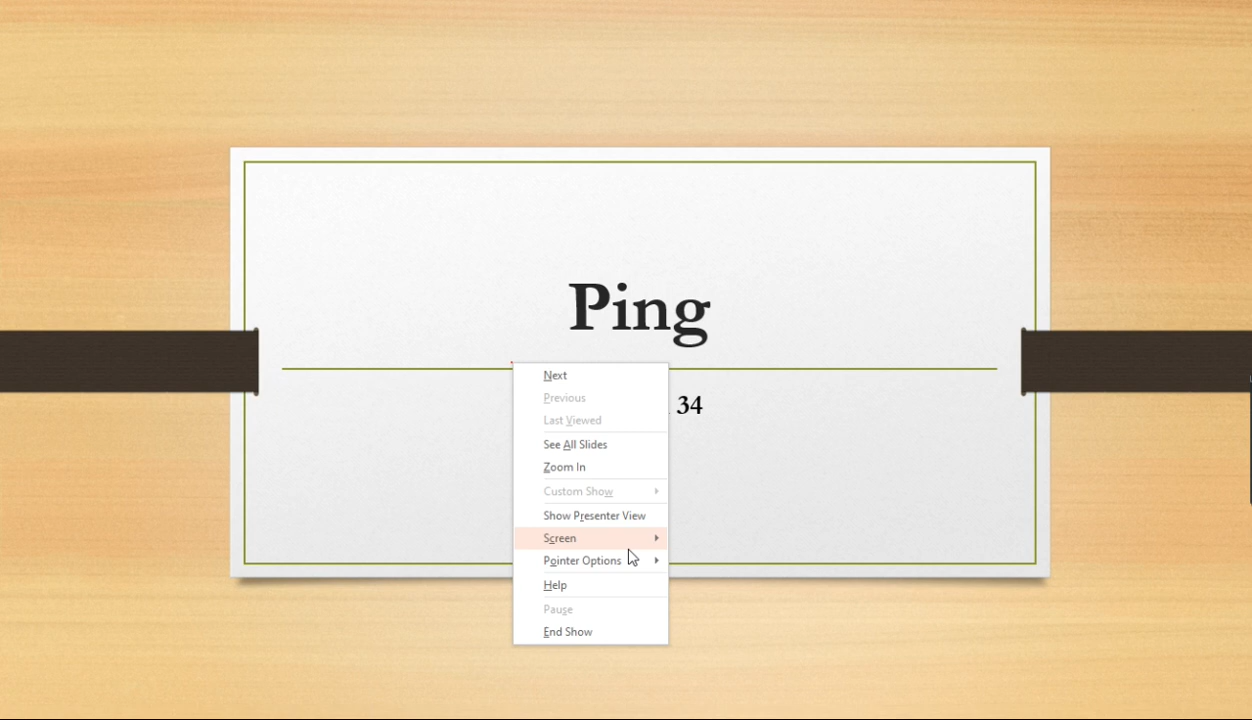 Ping
34
Next
Previous
Last Viewed
See All Slides
Zoom In
Custom Show
Show Presenter View
Screen
Pointer Options
Help
Pause
End Show